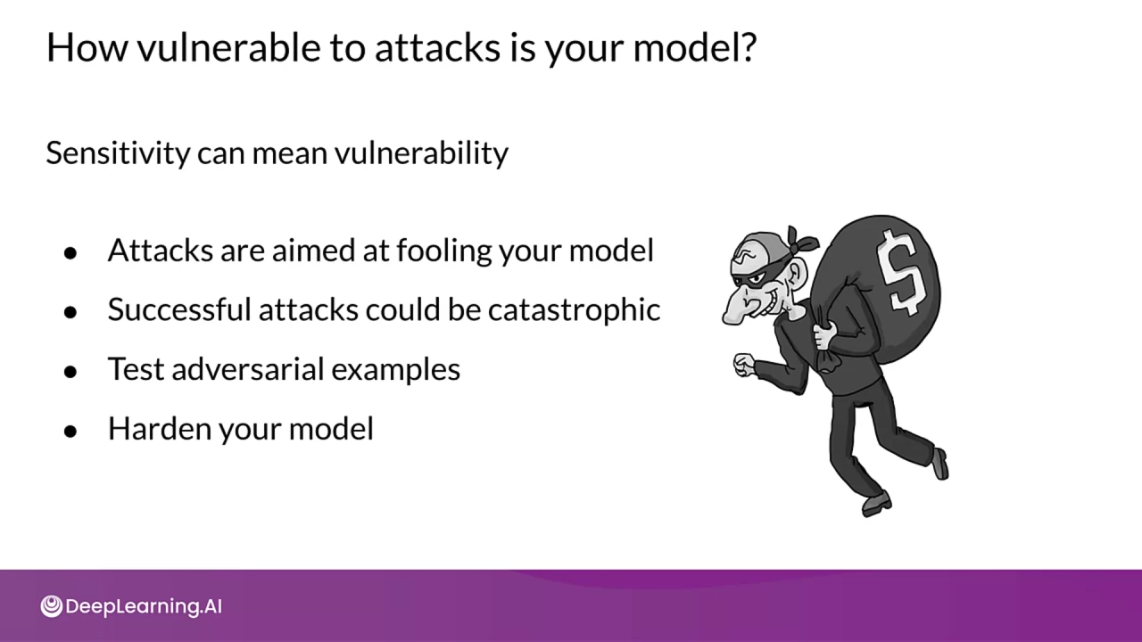 How vulnerable to attacks is your model?
Sensitivity can mean vulnerability
● Attacks are aimed at fooling your model
● Successful attacks could be catastrophic
● Test adversarial examples
● Harden your model
$
DeepLearning.AI